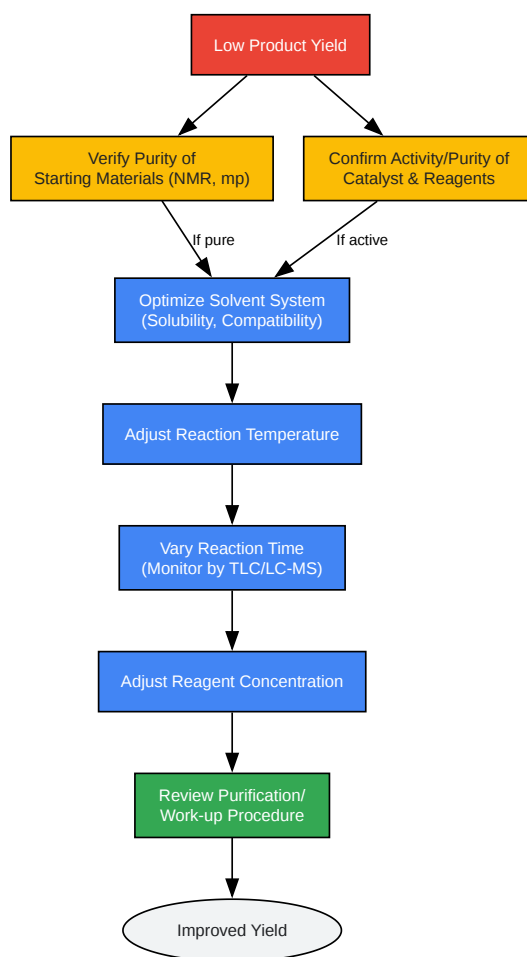 Low Product Yield
Verify Purity of
Starting Materials (NMR, mp)
Confirm Activity/Purity of
Catalyst & Reagents
If pure
If active
Optimize Solvent System
(Solubility, Compatibility)
Adjust Reaction Temperature
Vary Reaction Time
(Monitor by TLC/LC-MS)
Adjust Reagent Concentration
Review Purification/
Work-up Procedure
Improved Yield